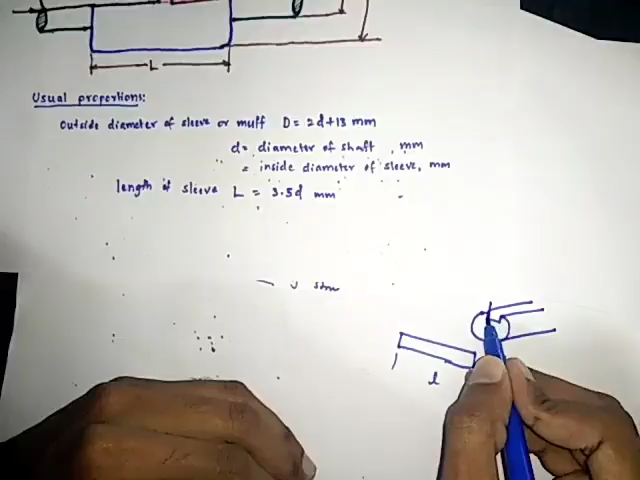 L
Usual proportions:
Outside diameter of sleeve or muff D = 2d+13 mm
d = diameter of shaft, mm
= inside diameter of sleeve, mm
length of sleeve L = 3.5d mm
l